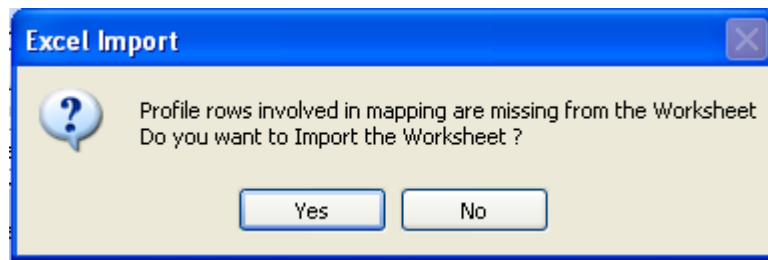 Excel Import
Profile rows involved in mapping are missing from the Worksheet
Do you want to Import the Worksheet ?
Yes No